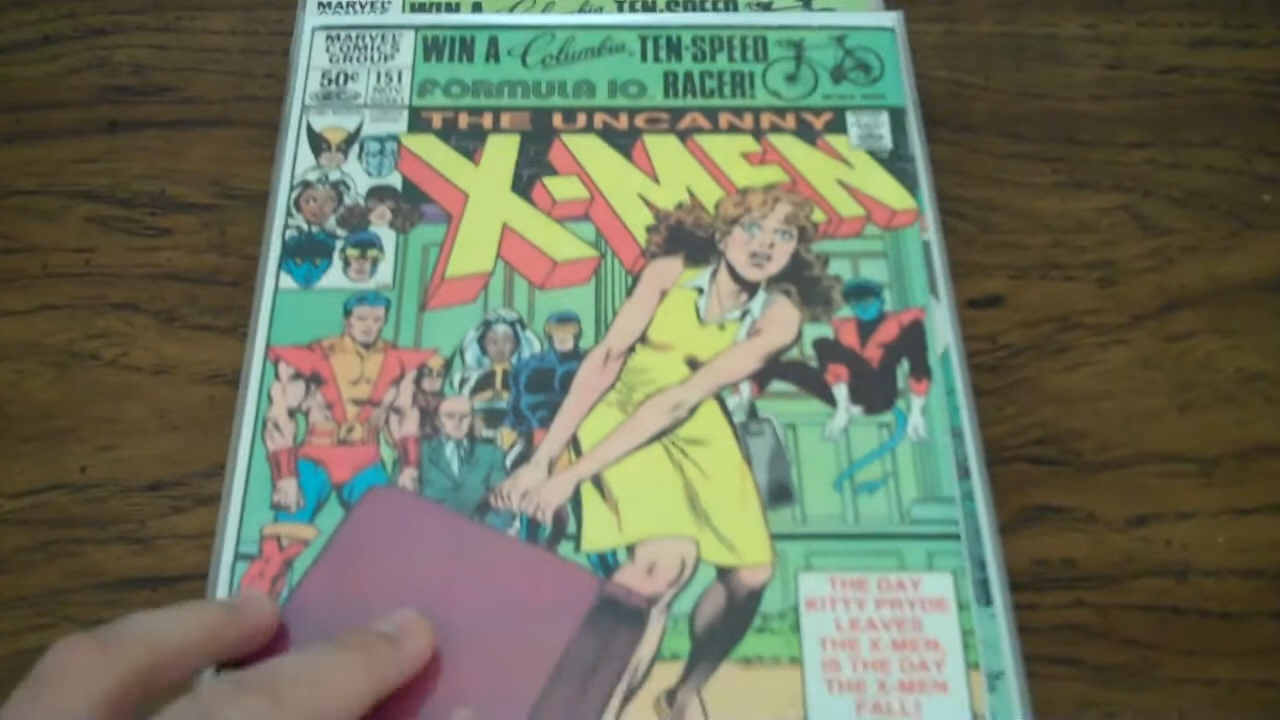 MARVEL
WIN A Columbia TEN-SPEED
MARVEL
COMICS
GROUP
50¢ 151
NOV
WIN A Columbia TEN-SPEED
FORMULA 10 RACER!
THE UNCANNY
X-MEN
THE DAY
KITTY PRYDE
LEAVES
THE X-MEN,
IS THE DAY
THE X-MEN
FALL!